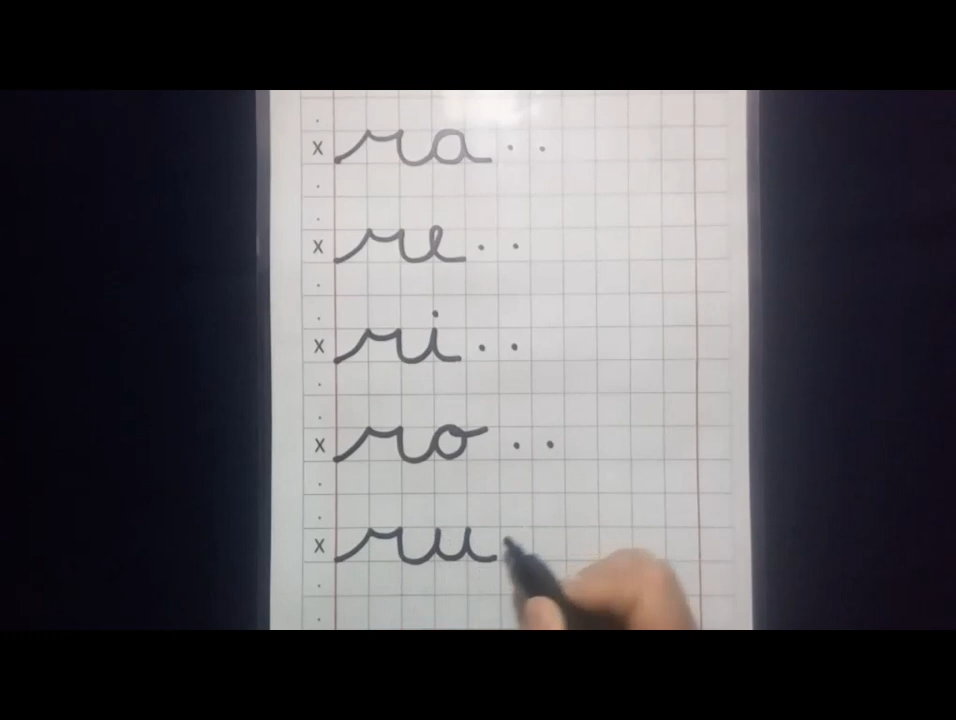 x ra . .
x re . .
x ri . .
x ro . .
x ru